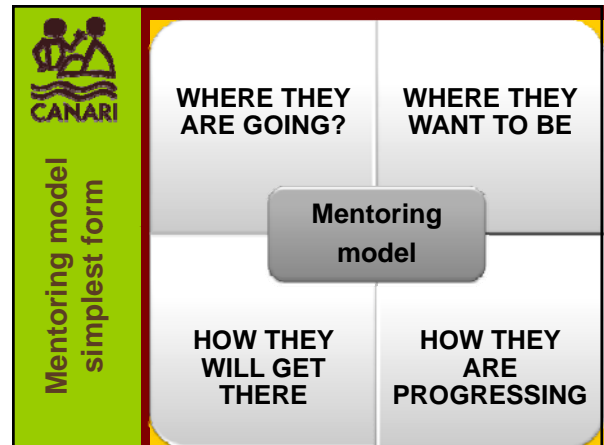 CANARI
Mentoring model
simplest form
WHERE THEY
ARE GOING?
WHERE THEY
WANT TO BE
Mentoring
model
HOW THEY
WILL GET
THERE
HOW THEY
ARE
PROGRESSING